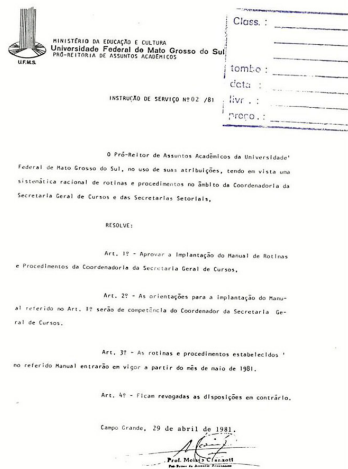 MINISTÉRIO DA EDUCAÇÃO E CULTURA
Universidade Federal do Mato Grosso do Sul
PRÓ-REITORIA DE ASSUNTOS ACADÊMICOS
U.F.M.S.
Class. :
tombo :
data :
livr . :
preço . :
INSTRUÇÃO DE SERVIÇO Nº 02 /81
O Pró-Reitor de Assuntos Acadêmicos da Universidade'
Federal de Mato Grosso do Sul, no uso de suas atribuições, tendo em vista uma
sistemática racional de rotinas e procedimentos no âmbito da Coordenadoria da
Secretaria Geral de Cursos e das Secretarias Setoriais,
RESOLVE:
Art. 1º - Aprovar a implantação do Manual de Rotinas
e Procedimentos da Coordenadoria da Secretaria Geral de Cursos,
Art. 2º - As orientações para a implantação do Manu-
al referido no Art. 1º serão de competência do Coordenador da Secretaria Ge-
ral de Cursos.
Art. 3º - As rotinas e procedimentos estabelecidos '
no referido Manual entrarão em vigor a partir do mês de maio de 1981.
Art. 4º - Ficam revogadas as disposições em contrário.
Campo Grande, 29 de abril de 1981.
Prof.